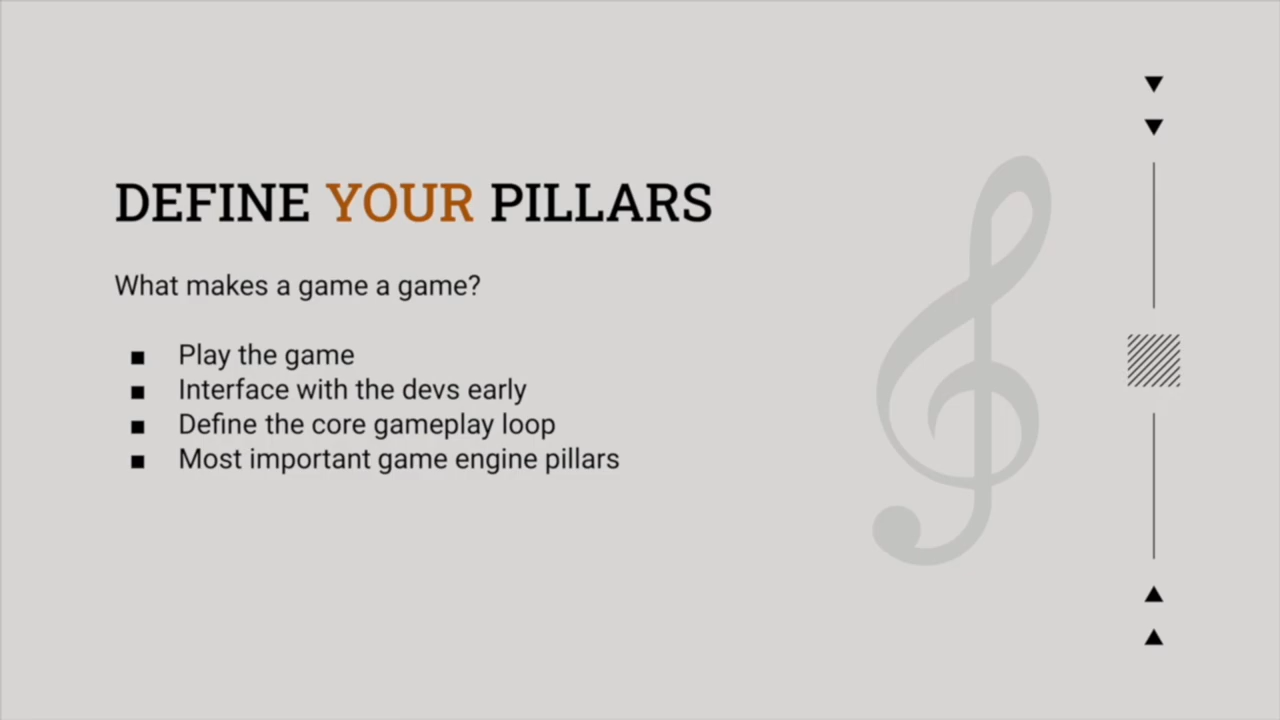 DEFINE YOUR PILLARS
What makes a game a game?
Play the game
Interface with the devs early
Define the core gameplay loop
Most important game engine pillars